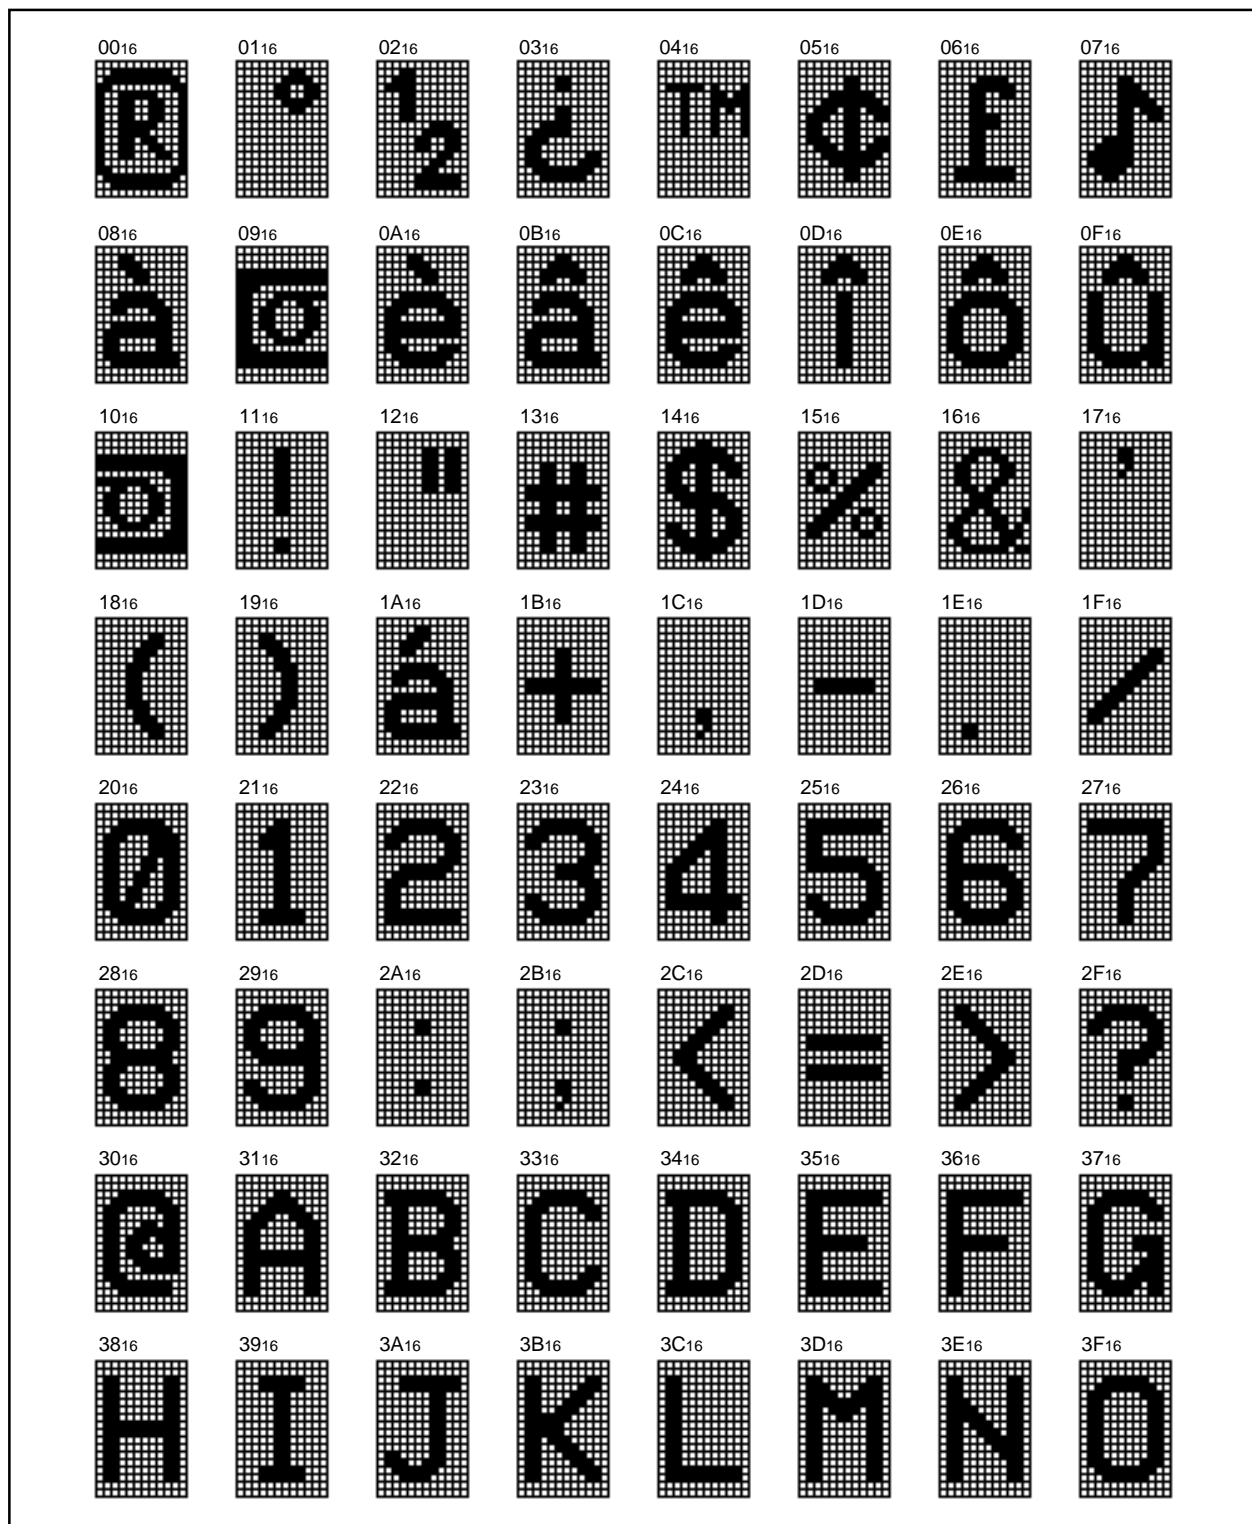 00₁₆ 01₁₆ 02₁₆ 03₁₆ 04₁₆ 05₁₆ 06₁₆ 07₁₆
® ° ½ ¿ ™ ¢ £ ♪
08₁₆ 09₁₆ 0A₁₆ 0B₁₆ 0C₁₆ 0D₁₆ 0E₁₆ 0F₁₆
à è â ê î ô û
10₁₆ 11₁₆ 12₁₆ 13₁₆ 14₁₆ 15₁₆ 16₁₆ 17₁₆
! " # $ % & '
18₁₆ 19₁₆ 1A₁₆ 1B₁₆ 1C₁₆ 1D₁₆ 1E₁₆ 1F₁₆
( ) á + , - . /
20₁₆ 21₁₆ 22₁₆ 23₁₆ 24₁₆ 25₁₆ 26₁₆ 27₁₆
0 1 2 3 4 5 6 7
28₁₆ 29₁₆ 2A₁₆ 2B₁₆ 2C₁₆ 2D₁₆ 2E₁₆ 2F₁₆
8 9 : ; < = > ?
30₁₆ 31₁₆ 32₁₆ 33₁₆ 34₁₆ 35₁₆ 36₁₆ 37₁₆
@ A B C D E F G
38₁₆ 39₁₆ 3A₁₆ 3B₁₆ 3C₁₆ 3D₁₆ 3E₁₆ 3F₁₆
H I J K L M N O